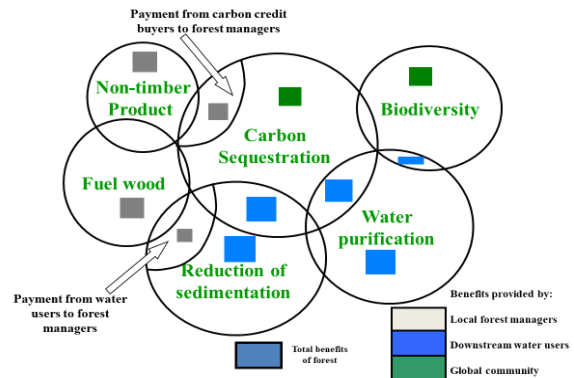 Payment from carbon credit
buyers to forest managers
Non-timber
Product
Biodiversity
Carbon
Sequestration
Fuel wood
Water
purification
Reduction of
sedimentation
Payment from water
users to forest
managers
Benefits provided by:
Local forest managers
Downstream water users
Global community
Total benefits
of forest